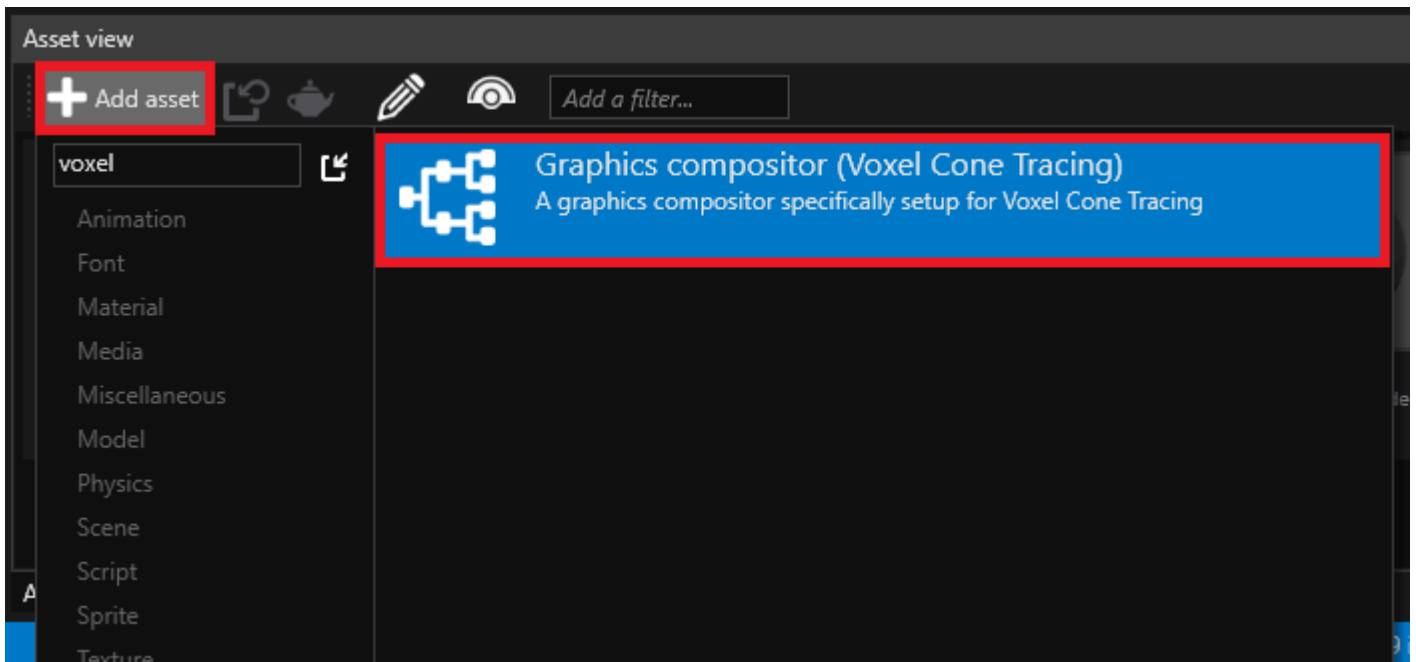 Asset view
Add asset
Add a filter...
voxel
Graphics compositor (Voxel Cone Tracing)
A graphics compositor specifically setup for Voxel Cone Tracing
Animation
Font
Material
Media
Miscellaneous
Model
Physics
Scene
Script
Sprite
Texture